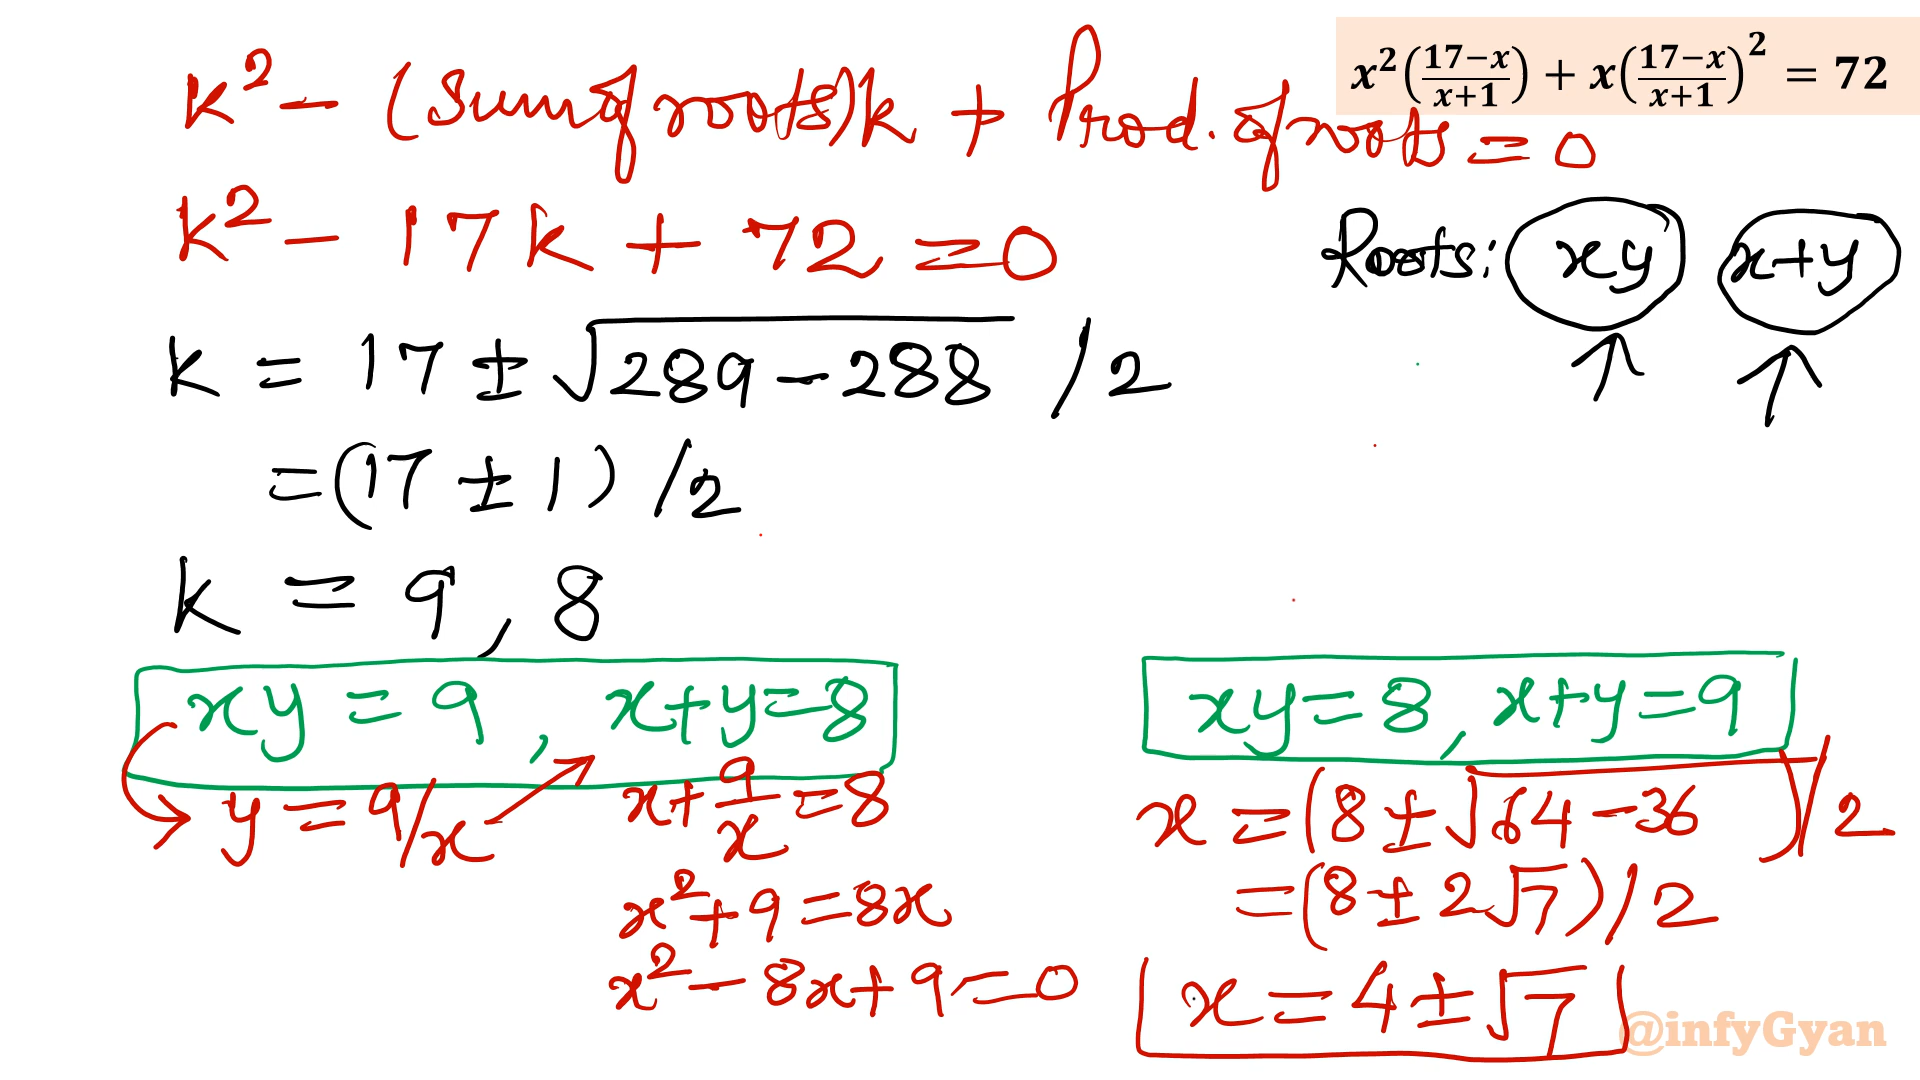 x²((17−x)/(x+1)) + x((17−x)/(x+1))² = 72
k² − (Sum of roots)k + Prod. of roots = 0
k² − 17k + 72 = 0
Roots: xy x+y
k = 17 ± √(289 − 288) /2
= (17 ± 1) /2
k = 9, 8
xy = 9, x+y = 8
y = 9/x
x + 9/x = 8
x² + 9 = 8x
x² − 8x + 9 = 0
xy = 8, x+y = 9
x = (8 ± √64 − 36)/2
= (8 ± 2√7)/2
x = 4 ± √7
@infyGyan